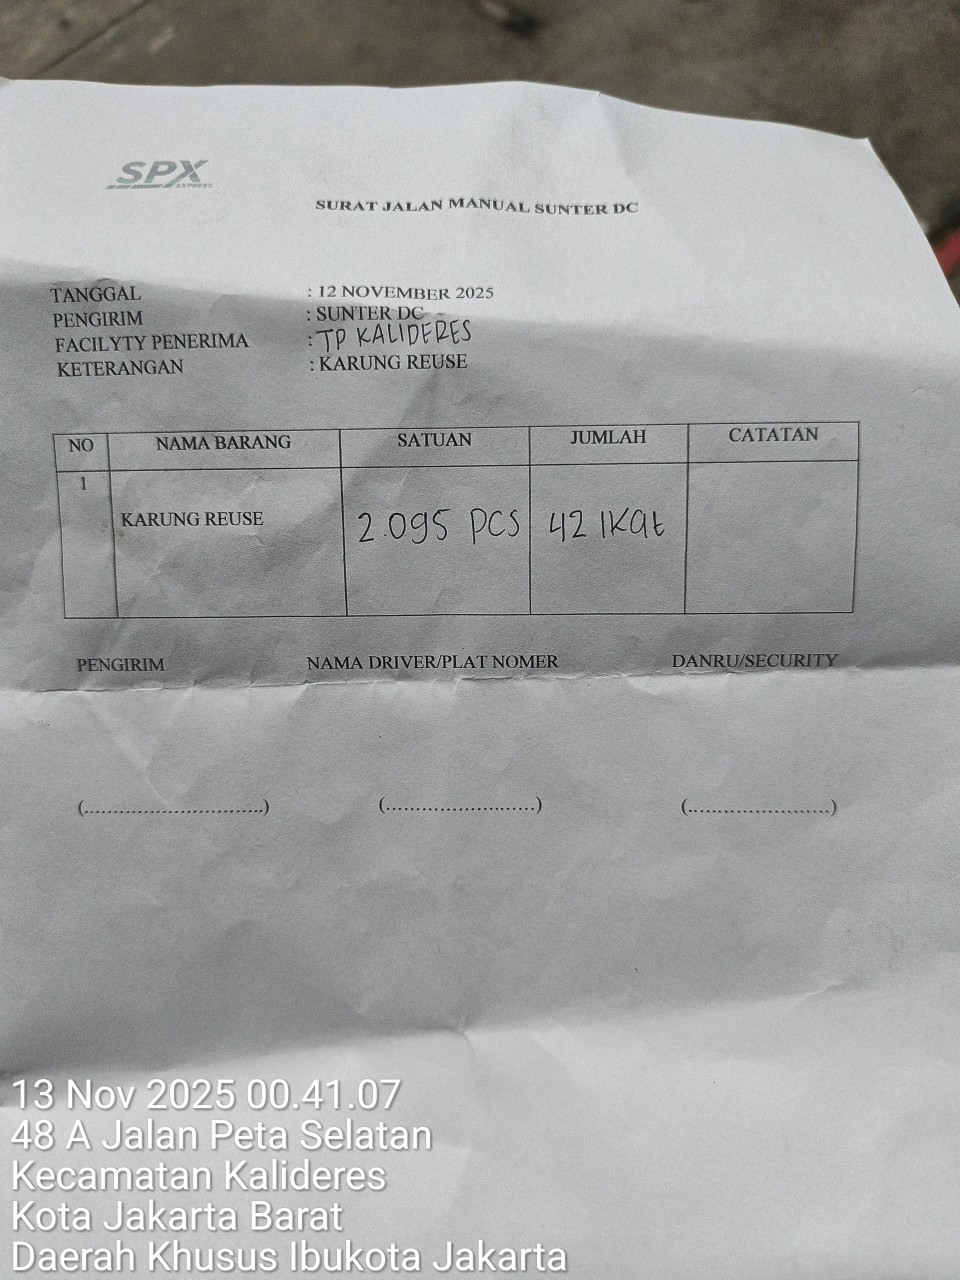 SPX
EXPRESS
SURAT JALAN MANUAL SUNTER DC
TANGGAL : 12 NOVEMBER 2025
PENGIRIM : SUNTER DC
FACILYTY PENERIMA : TP KALIDERES
KETERANGAN : KARUNG REUSE
NO NAMA BARANG SATUAN JUMLAH CATATAN
1
KARUNG REUSE 2.095 PCS 42 IKat
PENGIRIM NAMA DRIVER/PLAT NOMER DANRU/SECURITY
(............................) (........................) (.......................)
13 Nov 2025 00.41.07
48 A Jalan Peta Selatan
Kecamatan Kalideres
Kota Jakarta Barat
Daerah Khusus Ibukota Jakarta